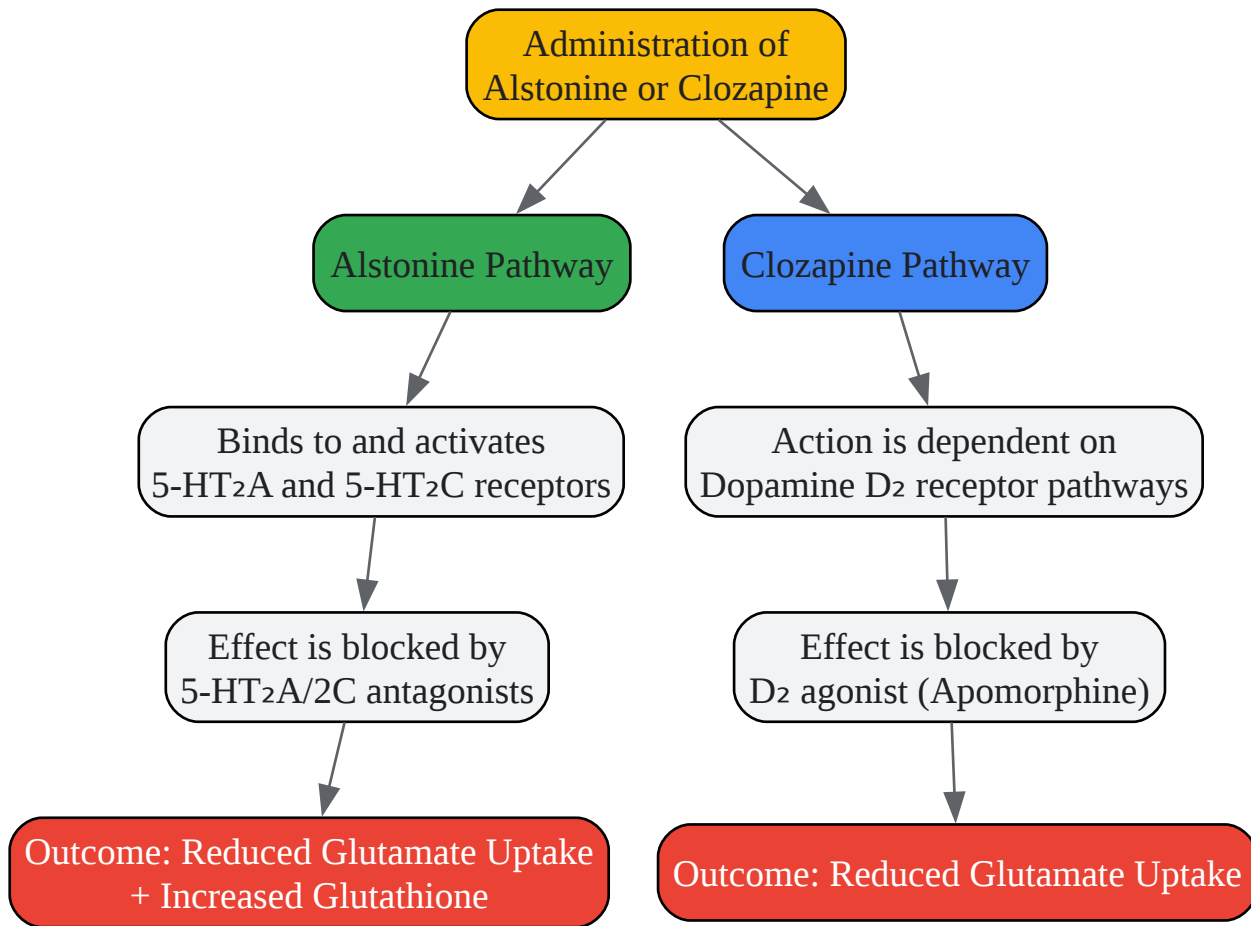 Administration of
Alstonine or Clozapine
Alstonine Pathway
Clozapine Pathway
Binds to and activates
5-HT₂A and 5-HT₂C receptors
Action is dependent on
Dopamine D₂ receptor pathways
Effect is blocked by
5-HT₂A/2C antagonists
Effect is blocked by
D₂ agonist (Apomorphine)
Outcome: Reduced Glutamate Uptake
+ Increased Glutathione
Outcome: Reduced Glutamate Uptake